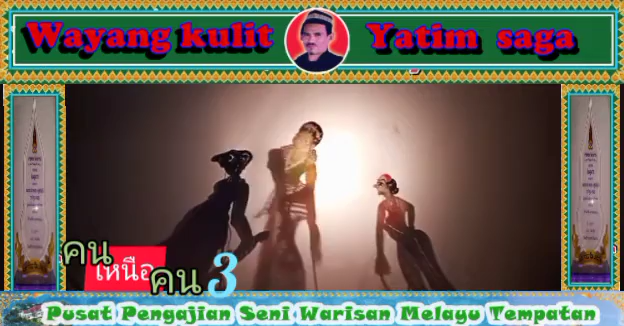 Wayang kulit Yatim saga
คน
เหนือ
คน 3
Pusat Pengajian Seni Warisan Melayu Tempatan